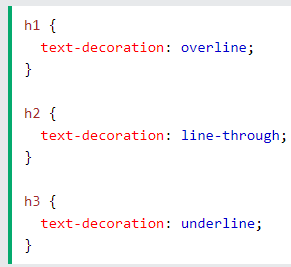 h1 {
  text-decoration: overline;
}

h2 {
  text-decoration: line-through;
}

h3 {
  text-decoration: underline;
}